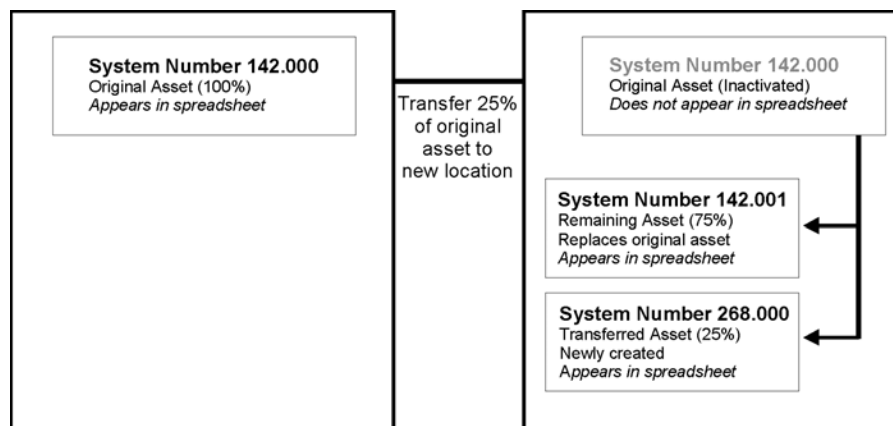 System Number 142.000
Original Asset (100%)
Appears in spreadsheet
Transfer 25%
of original
asset to
new location
System Number 142.000
Original Asset (Inactivated)
Does not appear in spreadsheet
System Number 142.001
Remaining Asset (75%)
Replaces original asset
Appears in spreadsheet
System Number 268.000
Transferred Asset (25%)
Newly created
Appears in spreadsheet